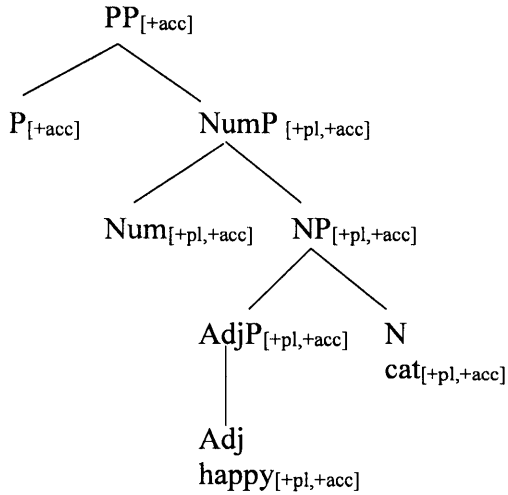 PP[+acc]
P[+acc] NumP [+pl,+acc]
Num[+pl,+acc] NP[+pl,+acc]
AdjP[+pl,+acc] N
cat[+pl,+acc]
Adj
happy[+pl,+acc]